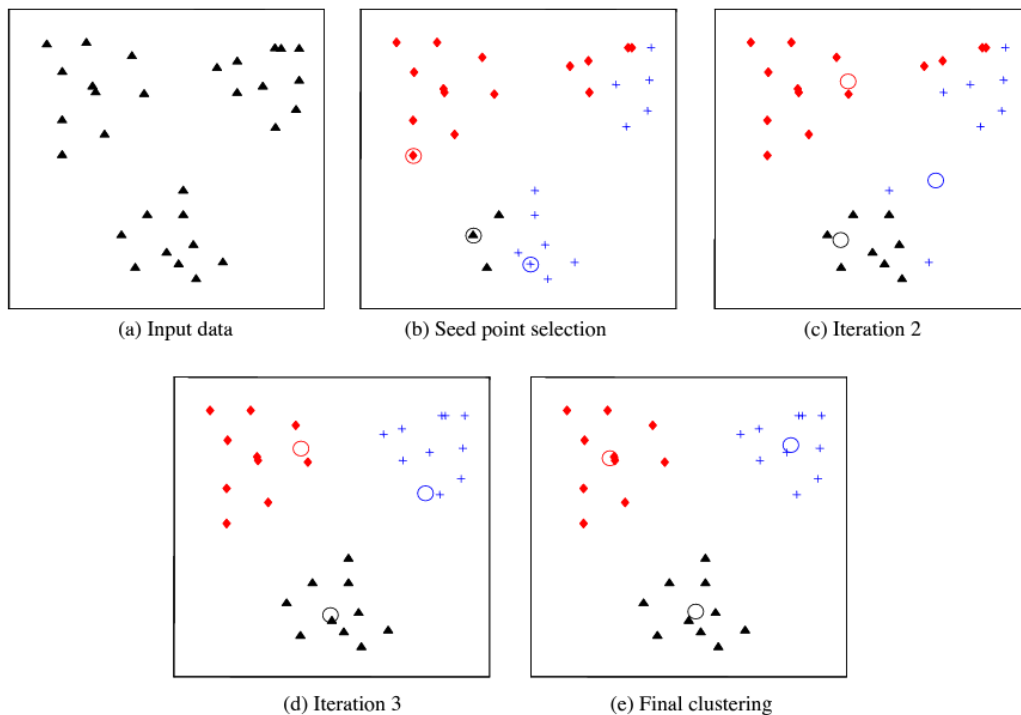 (a) Input data
(b) Seed point selection
(c) Iteration 2
(d) Iteration 3
(e) Final clustering